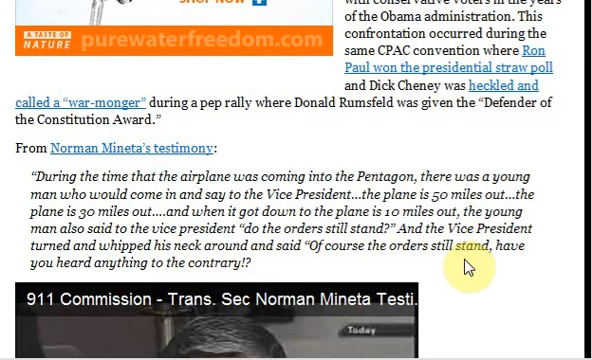 SHOP NOW
A TASTE OF
NATURE
purewaterfreedom.com
with conservative voters in the years
of the Obama administration. This
confrontation occurred during the
same CPAC convention where Ron
Paul won the presidential straw poll
and Dick Cheney was heckled and
called a “war-monger” during a pep rally where Donald Rumsfeld was given the “Defender of
the Constitution Award.”
From Norman Mineta’s testimony:
“During the time that the airplane was coming into the Pentagon, there was a young
man who would come in and say to the Vice President…the plane is 50 miles out…the
plane is 30 miles out….and when it got down to the plane is 10 miles out, the young
man also said to the vice president “do the orders still stand?” And the Vice President
turned and whipped his neck around and said “Of course the orders still stand, have
you heard anything to the contrary!?
911 Commission - Trans. Sec Norman Mineta Testi...
Today